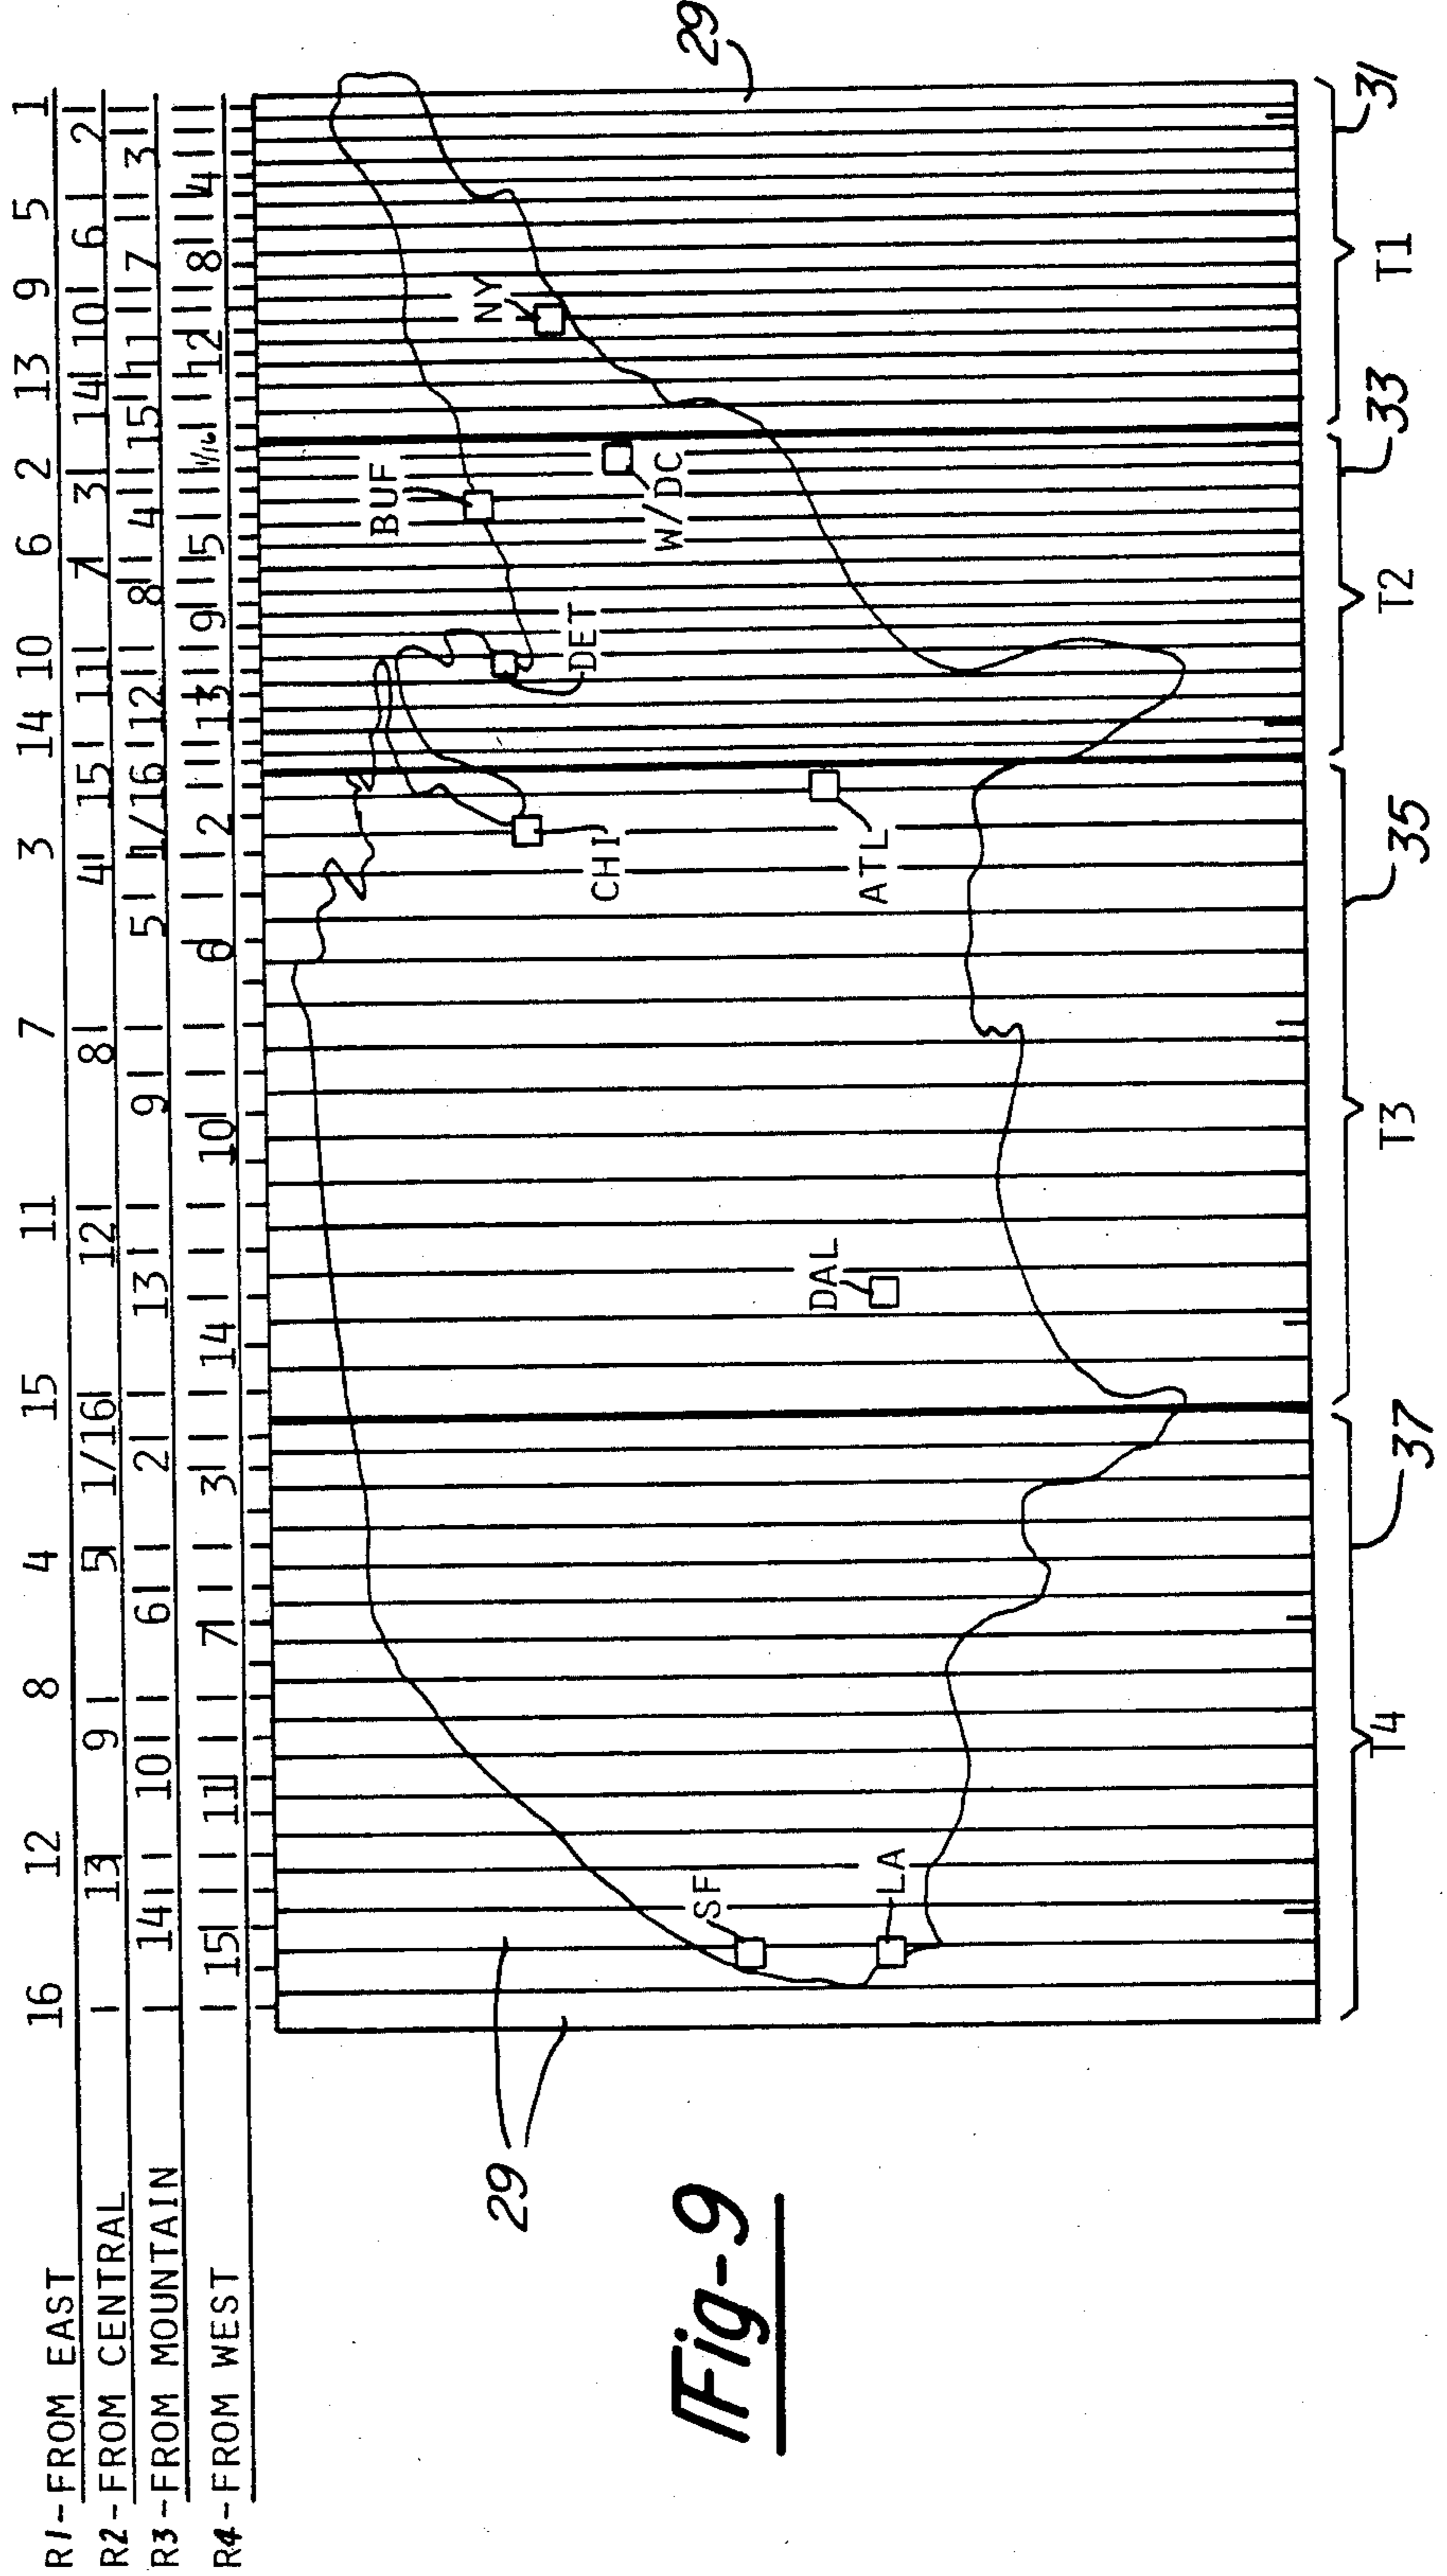 R1-FROM EAST 16 12 8 4 15 11 7 3 14 10 6 2 13 9 5 1
R2-FROM CENTRAL 13 9 5 1/16 12 8 4 15 11 7 3 14 10 6 2
R3-FROM MOUNTAIN 14 10 6 2 13 9 5 1/16 12 8 4 15 11 7 3
R4-FROM WEST 15 11 7 3 14 10 6 2 13 9 5 1/16 12 8 4
BUF
NY
29
DET
CHI
W/DC
29
SF
DAL
ATL
LA
Fig-9
T4
T3
T2
T1
37
35
33
31